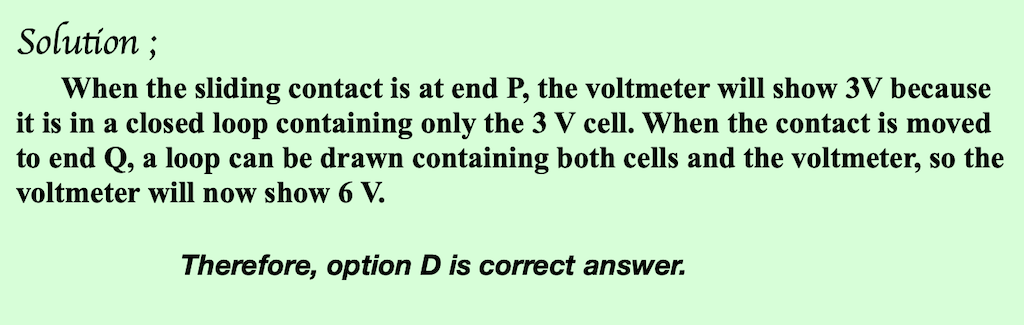 Solution ;
When the sliding contact is at end P, the voltmeter will show 3V because
it is in a closed loop containing only the 3 V cell. When the contact is moved
to end Q, a loop can be drawn containing both cells and the voltmeter, so the
voltmeter will now show 6 V.
Therefore, option D is correct answer.